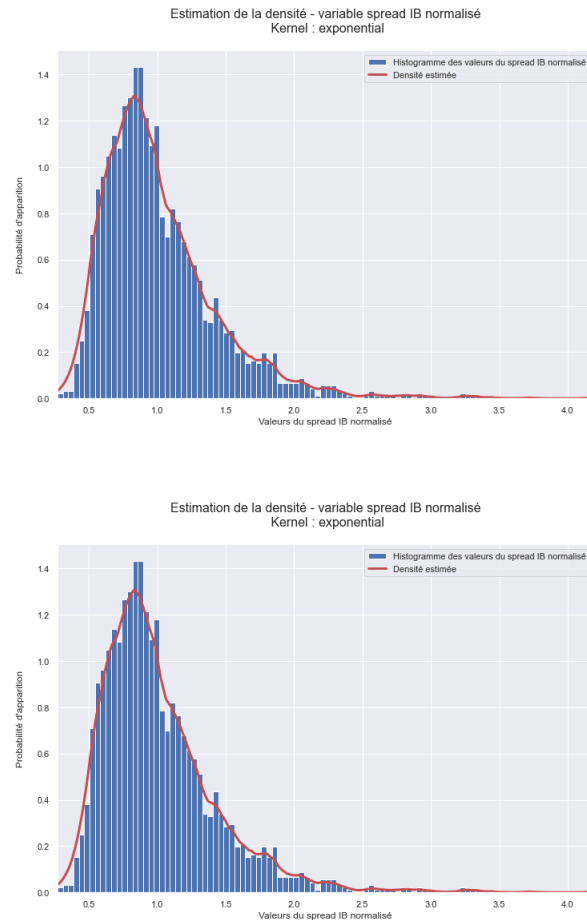 Estimation de la densité - variable spread IB normalisé
Kernel : exponential
Histogramme des valeurs du spread IB normalisé
Densité estimée
1.4
1.2
1.0
0.8
0.6
0.4
0.2
0.0
Probabilité d'apparition
0.5 1.0 1.5 2.0 2.5 3.0 3.5 4.0
Valeurs du spread IB normalisé
Estimation de la densité - variable spread IB normalisé
Kernel : exponential
Histogramme des valeurs du spread IB normalisé
Densité estimée
1.4
1.2
1.0
0.8
0.6
0.4
0.2
0.0
Probabilité d'apparition
0.5 1.0 1.5 2.0 2.5 3.0 3.5 4.0
Valeurs du spread IB normalisé